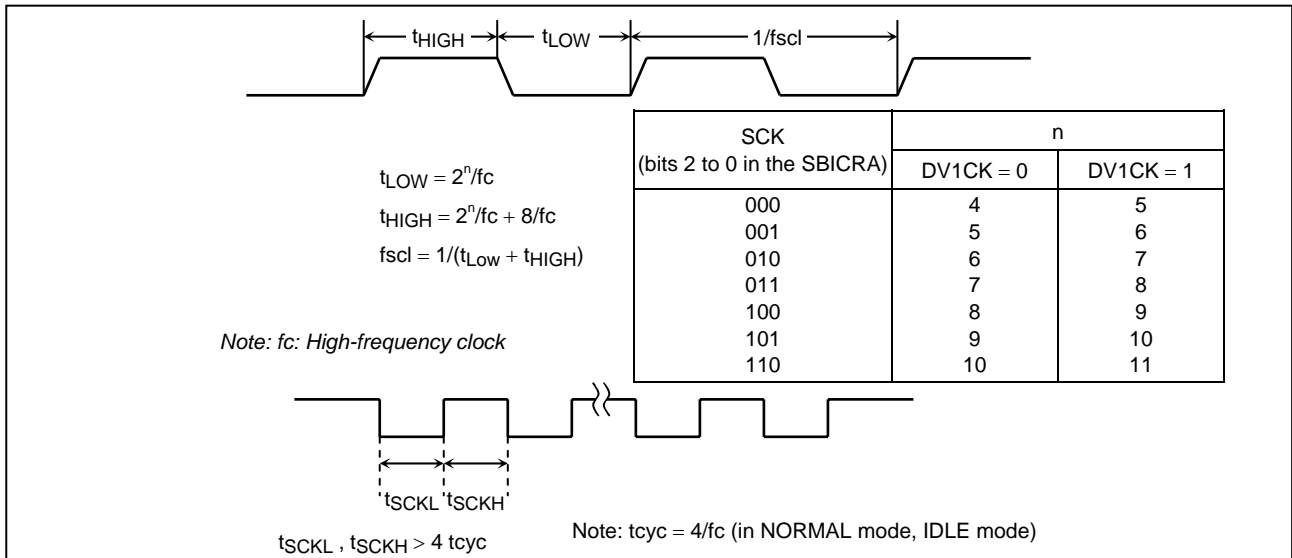 tHIGH tLOW 1/fscl
SCK
(bits 2 to 0 in the SBICRA)
n
DV1CK = 0 DV1CK = 1
000 4 5
001 5 6
010 6 7
011 7 8
100 8 9
101 9 10
110 10 11
tLOW = 2^n/fc
tHIGH = 2^n/fc + 8/fc
fscl = 1/(tLow + tHIGH)
Note: fc: High-frequency clock
tSCKL tSCKH
tSCKL , tSCKH > 4 tcyc
Note: tcyc = 4/fc (in NORMAL mode, IDLE mode)